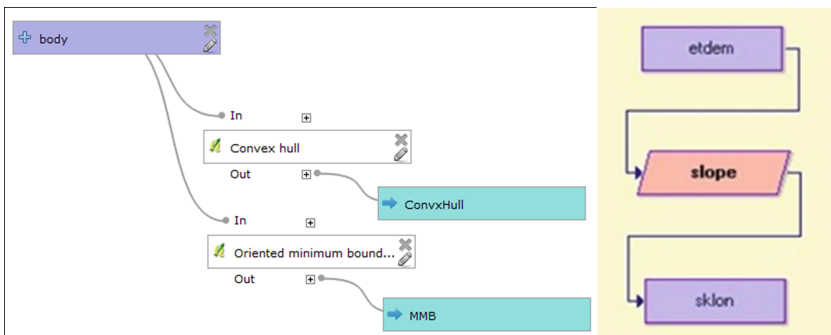 body
In
Convex hull
Out
ConvxHull
In
Oriented minimum bound...
Out
MMB
etdem
slope
sklon